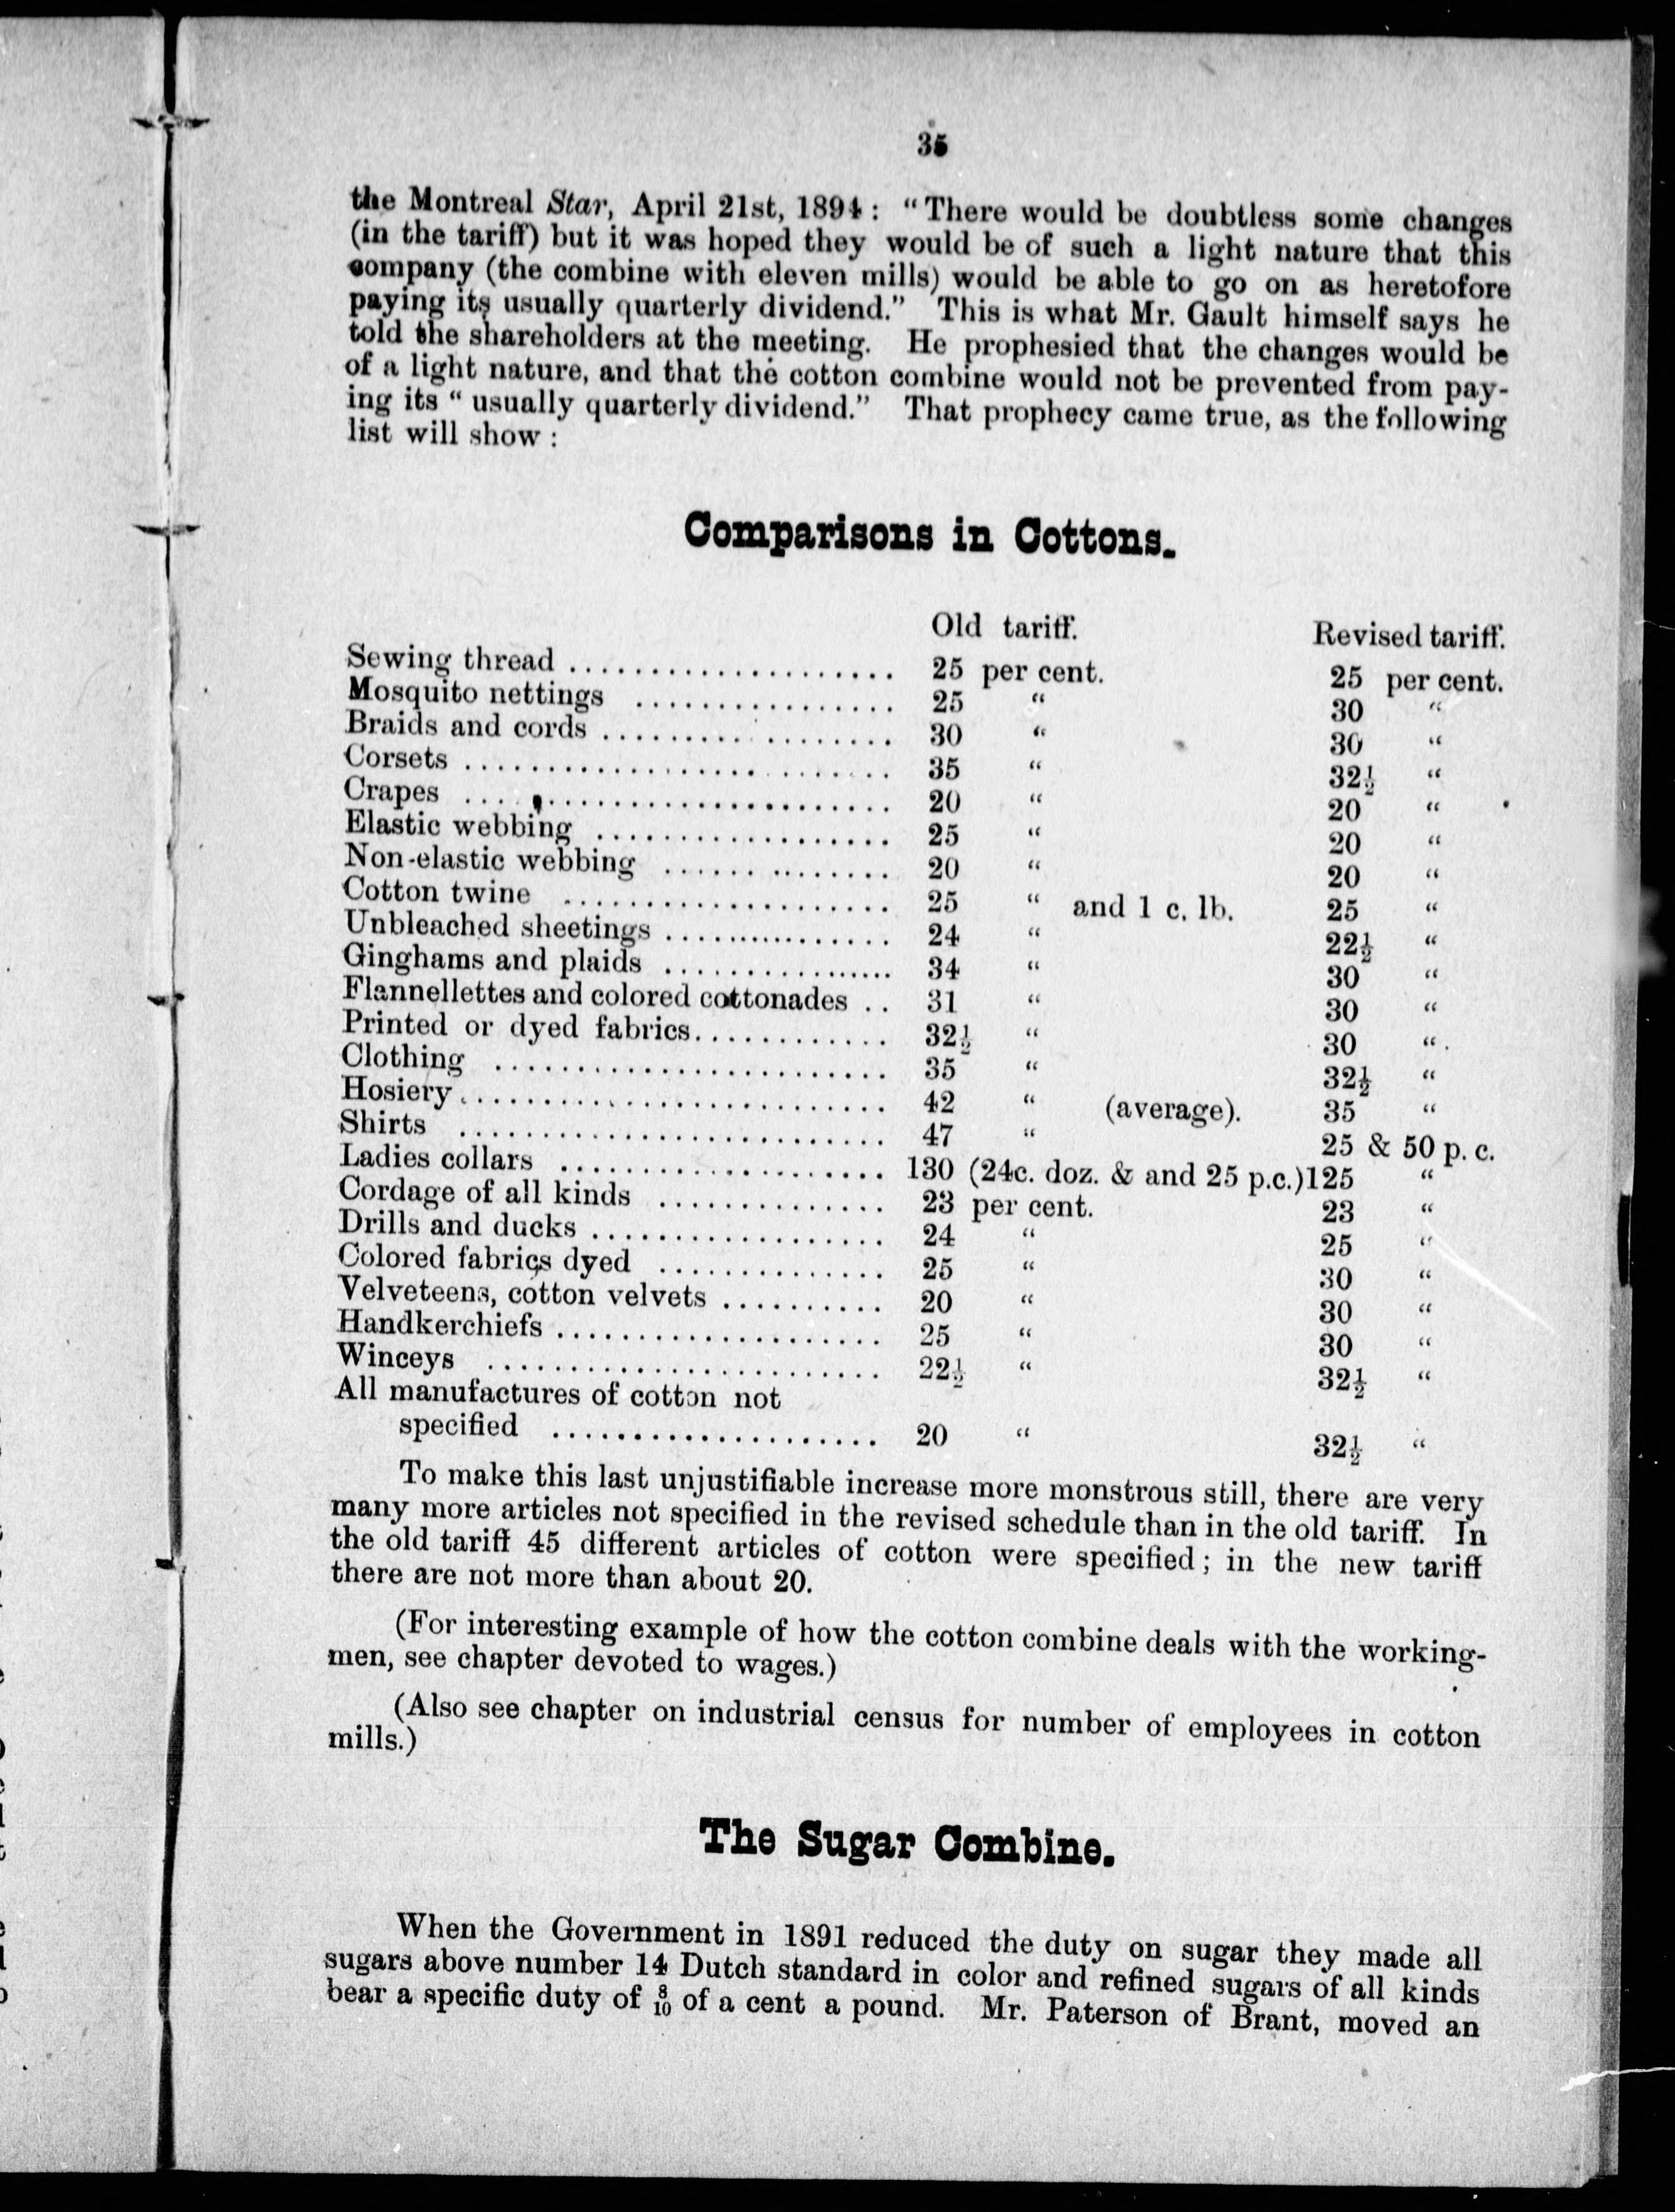 35
the Montreal Star, April 21st, 1894 : “ There would be doubtless some changes
(in the tariff) but it was hoped they would be of such a light nature that this
company (the combine with eleven mills) would be able to go on as heretofore
paying its usually quarterly dividend.” This is what Mr. Gault himself says he
told the shareholders at the meeting. He prophesied that the changes would be
of a light nature, and that the cotton combine would not be prevented from pay-
ing its “ usually quarterly dividend.” That prophecy came true, as the following
list will show :
Comparisons in Cottons.
Old tariff. Revised tariff.
Sewing thread .................... 25 per cent. 25 per cent.
Mosquito nettings ................ 25 “ 30 “
Braids and cords .................. 30 “ 30 “
Corsets .......................... 35 “ 32½ “
Crapes .......................... 20 “ 20 “
Elastic webbing .................. 25 “ 20 “
Non-elastic webbing .............. 20 “ 20 “
Cotton twine .................... 25 “ and 1 c. lb. 25 “
Unbleached sheetings .............. 24 “ 22½ “
Ginghams and plaids ................ 34 “ 30 “
Flannellettes and colored cottonades .. 31 “ 30 “
Printed or dyed fabrics............. 32½ “ 30 “
Clothing ........................ 35 “ 32½ “
Hosiery.......................... 42 “ (average). 35 “
Shirts .......................... 47 “ 25 & 50 p. c.
Ladies collars .................... 130 (24c. doz. & and 25 p.c.)125 “
Cordage of all kinds .............. 23 per cent. 23 “
Drills and ducks .................. 24 “ 25 “
Colored fabrics dyed .............. 25 “ 30 “
Velveteens, cotton velvets .......... 20 “ 30 “
Handkerchiefs .................... 25 “ 30 “
Winceys ........................ 22½ “ 32½ “
All manufactures of cotton not
specified .................... 20 “ 32½ “
To make this last unjustifiable increase more monstrous still, there are very
many more articles not specified in the revised schedule than in the old tariff. In
the old tariff 45 different articles of cotton were specified ; in the new tariff
there are not more than about 20.
(For interesting example of how the cotton combine deals with the working-
men, see chapter devoted to wages.)
(Also see chapter on industrial census for number of employees in cotton
mills.)
The Sugar Combine.
When the Government in 1891 reduced the duty on sugar they made all
sugars above number 14 Dutch standard in color and refined sugars of all kinds
bear a specific duty of 8/10 of a cent a pound. Mr. Paterson of Brant, moved an